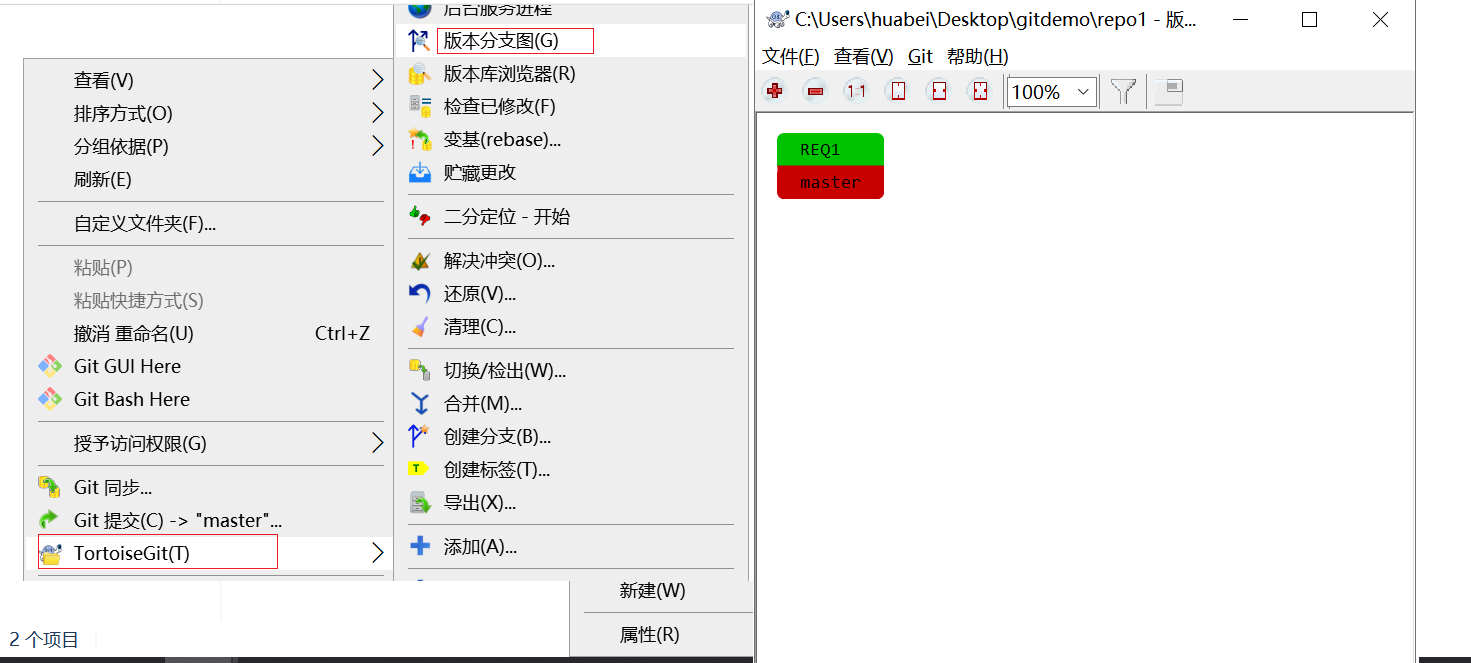 查看(V)
排序方式(O)
分组依据(P)
刷新(E)
自定义文件夹(F)...
粘贴(P)
粘贴快捷方式(S)
撤消 重命名(U) Ctrl+Z
Git GUI Here
Git Bash Here
授予访问权限(G)
Git 同步...
Git 提交(C) -> "master"...
TortoiseGit(T)
2 个项目
后台服务进程
版本分支图(G)
版本库浏览器(R)
检查已修改(F)
变基(rebase)...
贮藏更改
二分定位 - 开始
解决冲突(O)...
还原(V)...
清理(C)...
切换/检出(W)...
合并(M)...
创建分支(B)...
创建标签(T)...
导出(X)...
添加(A)...
新建(W)
属性(R)
C:\Users\huabei\Desktop\gitdemo\repo1 - 版...
文件(F) 查看(V) Git 帮助(H)
100%
REQ1
master